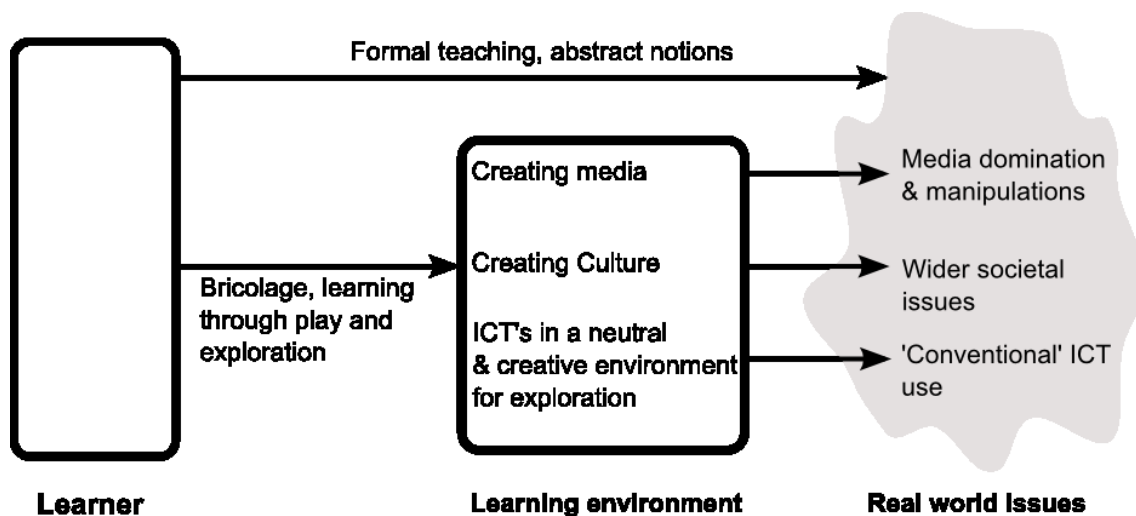 Formal teaching, abstract notions
Creating media
Media domination
& manipulations
Creating Culture
Wider societal
issues
Bricolage, learning
through play and
exploration
ICT's in a neutral
& creative environment
for exploration
'Conventional' ICT
use
Learner
Learning environment
Real world issues